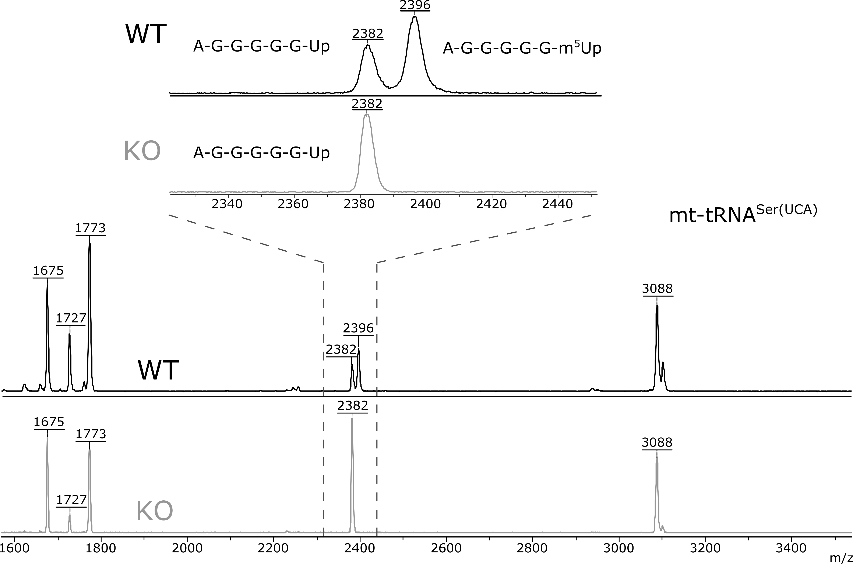 WT
A-G-G-G-G-G-Up
2382
2396
A-G-G-G-G-G-m⁵Up
KO
A-G-G-G-G-G-Up
2382
2340 2360 2380 2400 2420 2440
mt-tRNA^Ser(UCA)
1675
1727
1773
WT
2382
2396
3088
1675
1727
1773
KO
2382
3088
1600 1800 2000 2200 2400 2600 2800 3000 3200 3400
m/z